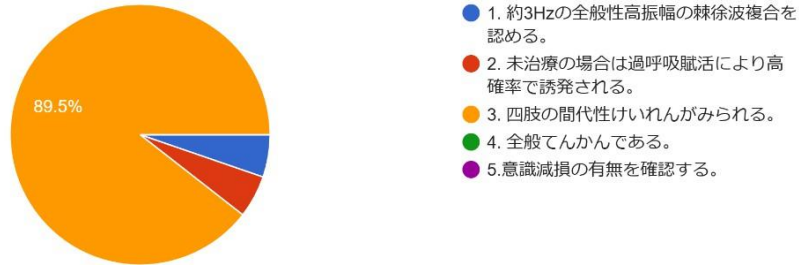 89.5%
1. 約3Hzの全般性高振幅の棘徐波複合を
認める。
2. 未治療の場合は過呼吸賦活により高
確率で誘発される。
3. 四肢の間代性けいれんがみられる。
4. 全般てんかんである。
5.意識減損の有無を確認する。